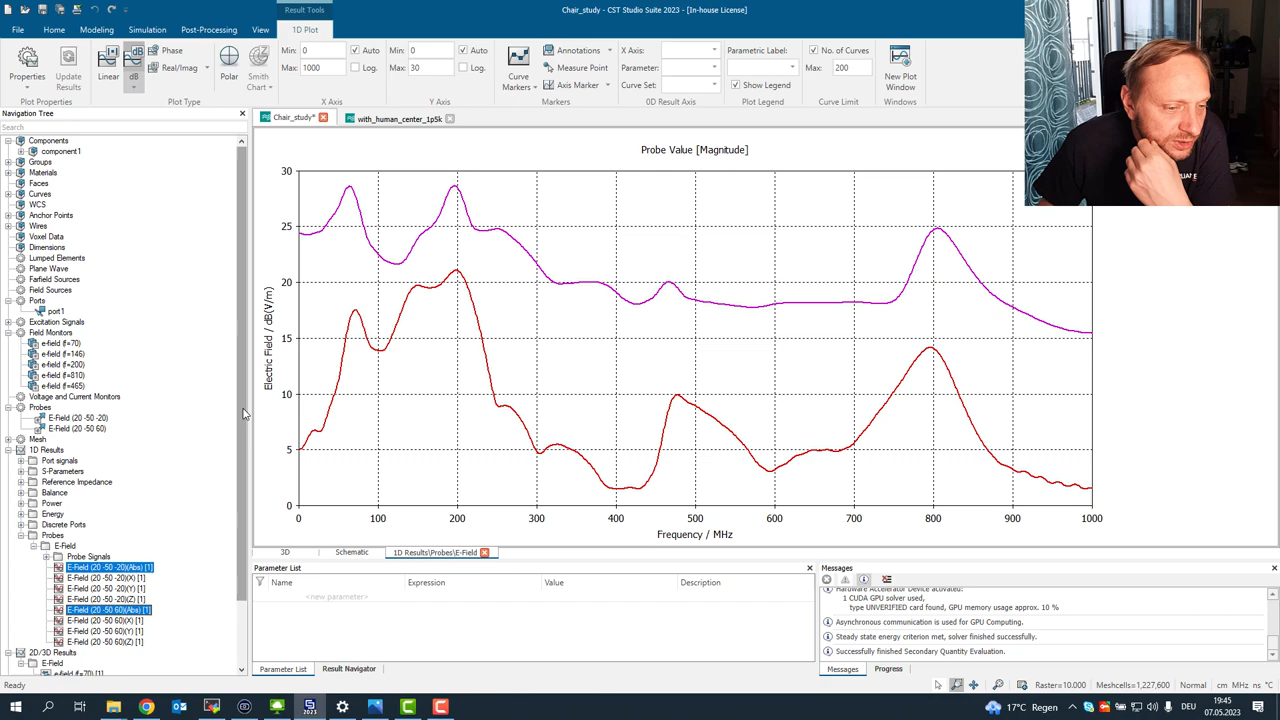 Chair_study - CST Studio Suite 2023 - [In-house License]
Result Tools
File Home Modeling Simulation Post-Processing View 1D Plot
Properties
Update Results
Plot Properties
Linear
dB
Phase
Real/Imag
Polar
Smith Chart
Plot Type
Min: 0 Auto
Max: 1000 Log.
X Axis
Min: 0 Auto
Max: 30 Log.
Y Axis
Curve Markers
Annotations
Measure Point
Axis Marker
Markers
X Axis:
Parameter:
Curve Set:
0D Result Axis
Parametric Label:
Show Legend
Plot Legend
No. of Curves
Max: 200
Curve Limit
New Plot Window
Windows
Navigation Tree
Search
Components
component1
Groups
Materials
Faces
Curves
WCS
Anchor Points
Wires
Voxel Data
Dimensions
Lumped Elements
Plane Wave
Farfield Sources
Field Sources
Ports
port1
Excitation Signals
Field Monitors
e-field (f=70)
e-field (f=146)
e-field (f=200)
e-field (f=810)
e-field (f=465)
Voltage and Current Monitors
Probes
E-Field (20 -50 -20)
E-Field (20 -50 60)
Mesh
1D Results
Port signals
S-Parameters
Reference Impedance
Balance
Power
Energy
Discrete Ports
Probes
E-Field
Probe Signals
E-Field (20 -50 -20)(Abs) [1]
E-Field (20 -50 -20)(X) [1]
E-Field (20 -50 -20)(Y) [1]
E-Field (20 -50 -20)(Z) [1]
E-Field (20 -50 60)(Abs) [1]
E-Field (20 -50 60)(X) [1]
E-Field (20 -50 60)(Y) [1]
E-Field (20 -50 60)(Z) [1]
2D/3D Results
E-Field
e-field (f=70) [1]
Chair_study* with_human_center_1p5k
Probe Value [Magnitude]
30
25
20
15
10
5
0
Electric Field / dB(V/m)
0 100 200 300 400 500 600 700 800 900 1000
Frequency / MHz
3D Schematic 1D Results\Probes\E-Field
Parameter List
Name Expression Value Description
<new parameter>
Parameter List Result Navigator
Messages
Hardware Accelerator Device activated:
1 CUDA GPU solver used,
type UNVERIFIED card found, GPU memory usage approx. 10 %
Asynchronous communication is used for GPU Computing.
Steady state energy criterion met, solver finished successfully.
Successfully finished Secondary Quantity Evaluation.
Messages Progress
Ready
Raster=10.000 Meshcells=1,227,600 Normal cm MHz ns °C
17°C Regen DEU
19:45
07.05.2023